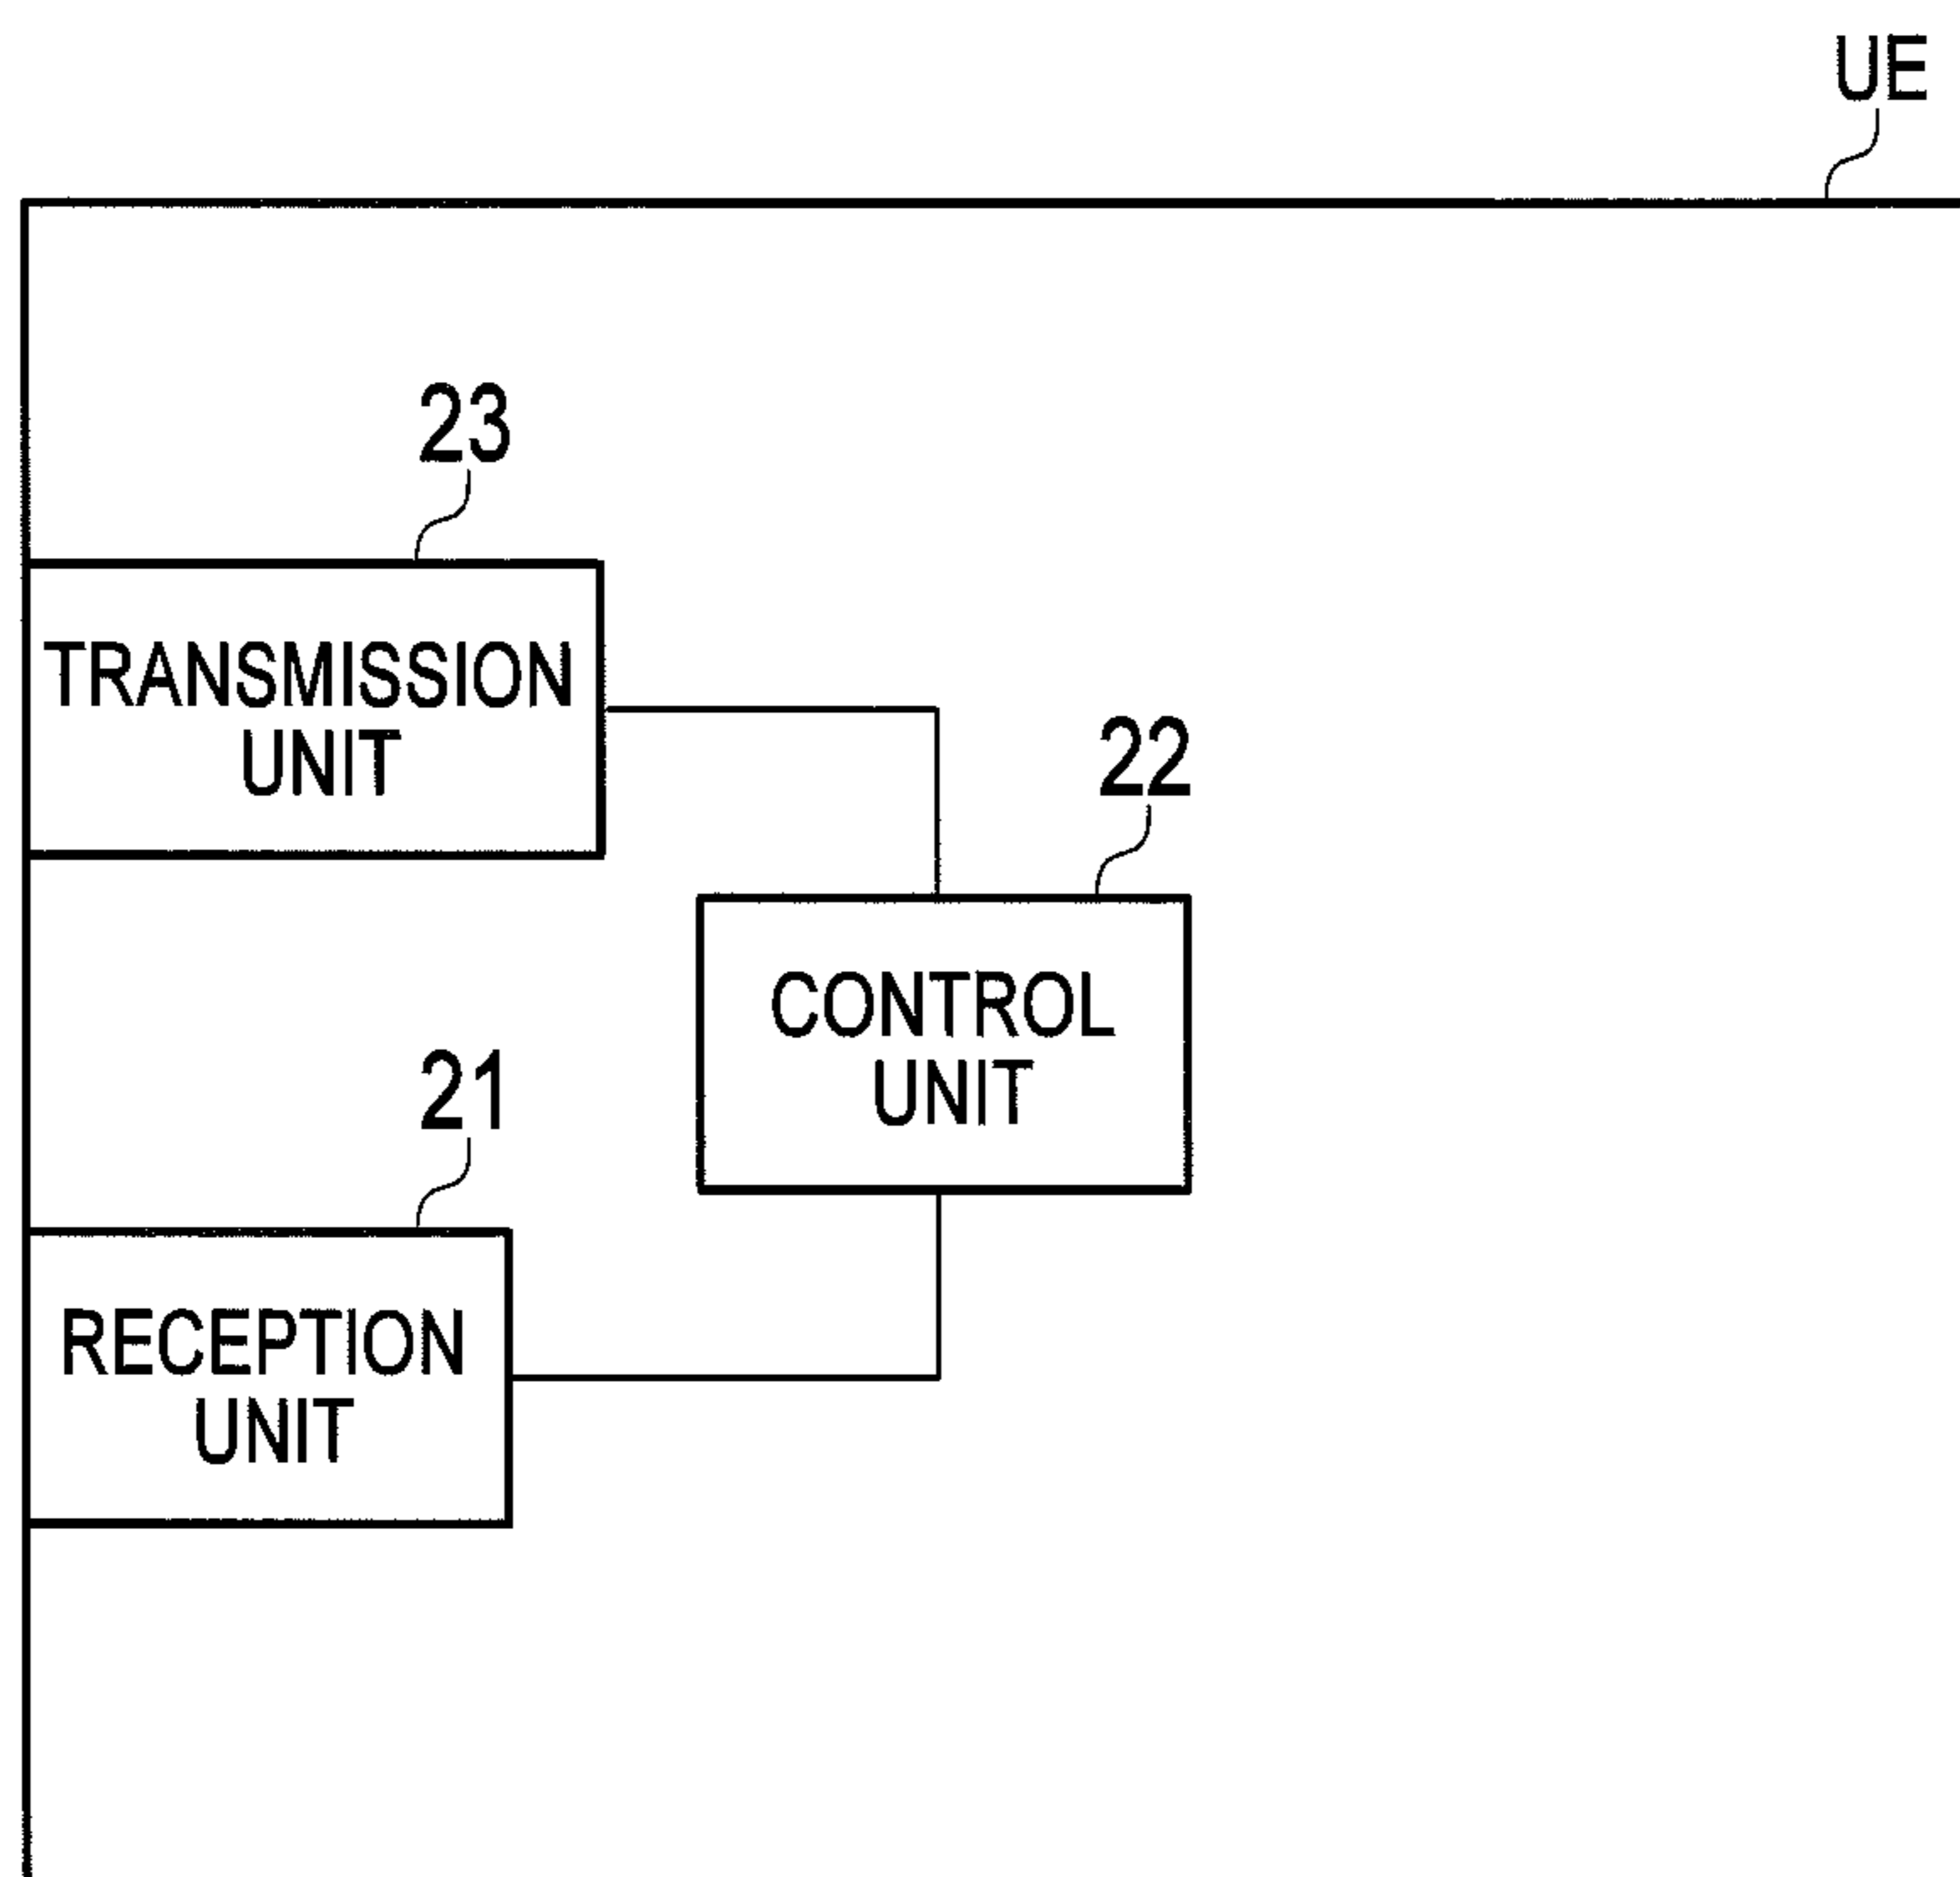 UE
23
TRANSMISSION
UNIT
22
CONTROL
UNIT
21
RECEPTION
UNIT